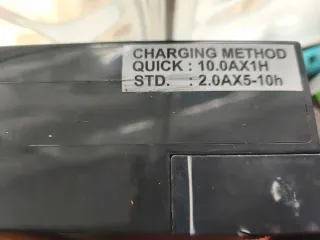 CHARGING METHOD
QUICK : 10.0AX1H
STD. : 2.0AX5-10h